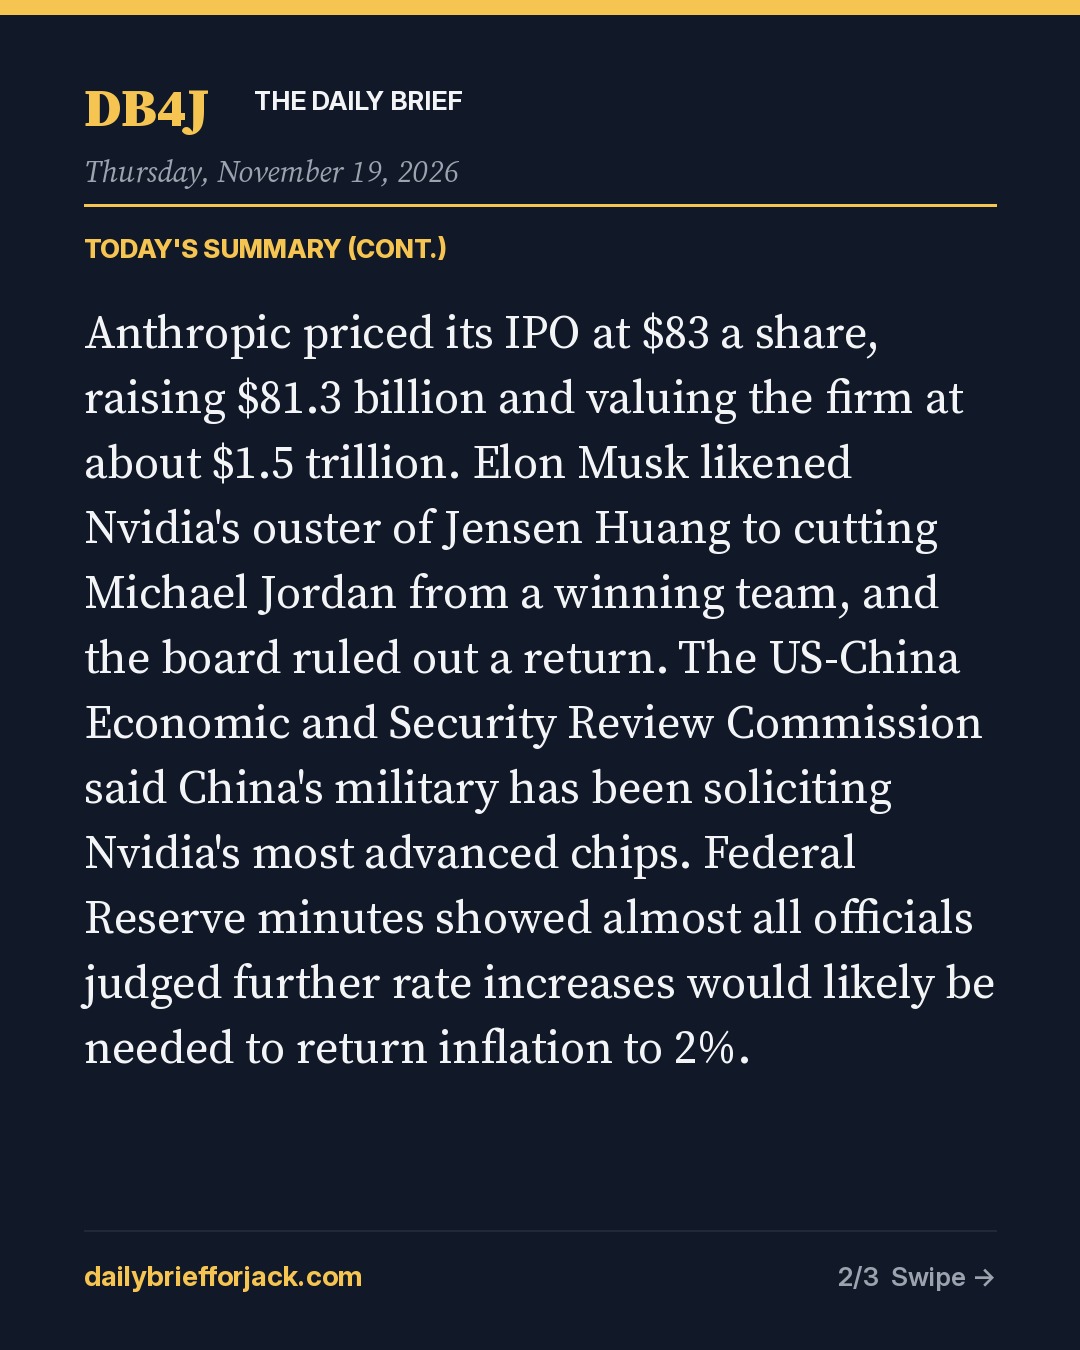 DB4J THE DAILY BRIEF
Thursday, November 19, 2026
TODAY'S SUMMARY (CONT.)
Anthropic priced its IPO at $83 a share,
raising $81.3 billion and valuing the firm at
about $1.5 trillion. Elon Musk likened
Nvidia's ouster of Jensen Huang to cutting
Michael Jordan from a winning team, and
the board ruled out a return. The US-China
Economic and Security Review Commission
said China's military has been soliciting
Nvidia's most advanced chips. Federal
Reserve minutes showed almost all officials
judged further rate increases would likely be
needed to return inflation to 2%.
dailybriefforjack.com
2/3 Swipe →